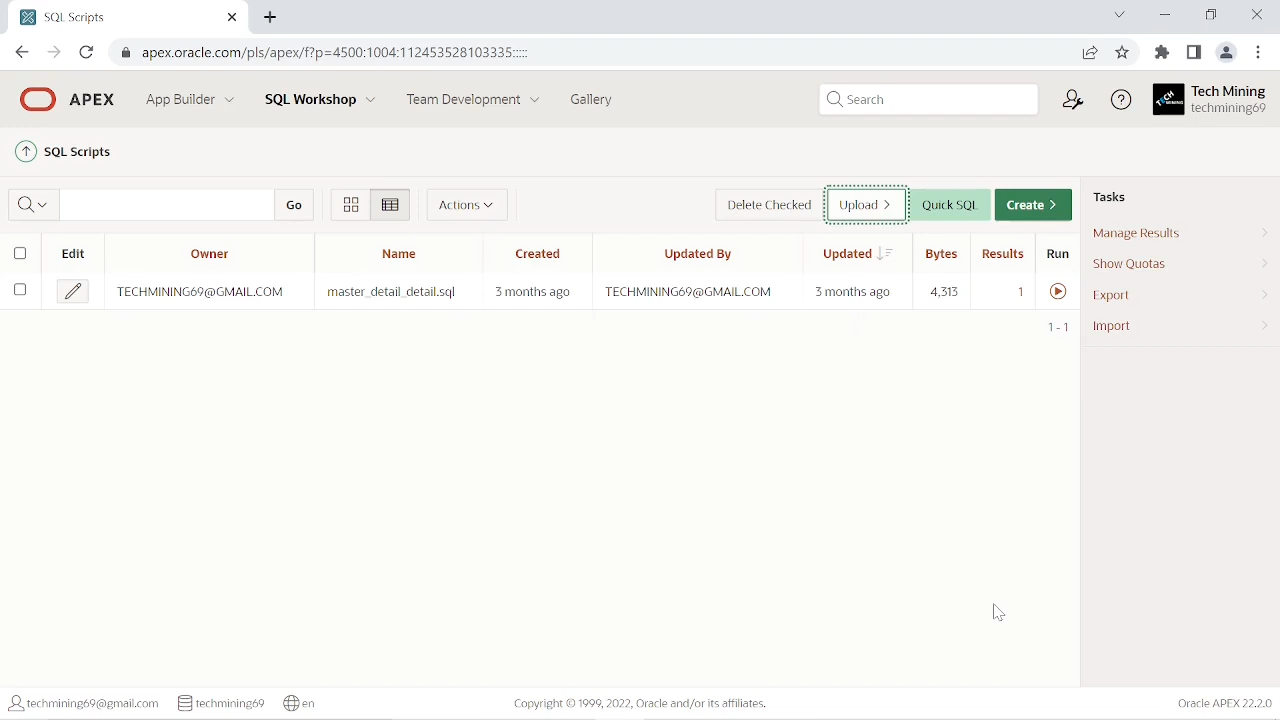 SQL Scripts
apex.oracle.com/pls/apex/f?p=4500:1004:112453528103335:::::
APEX App Builder SQL Workshop Team Development Gallery Search Tech Mining
techmining69
SQL Scripts
Go Actions Delete Checked Upload Quick SQL Create
Edit Owner Name Created Updated By Updated Bytes Results Run
TECHMINING69@GMAIL.COM master_detail_detail.sql 3 months ago TECHMINING69@GMAIL.COM 3 months ago 4,313 1
1 - 1
Tasks
Manage Results
Show Quotas
Export
Import
techmining69@gmail.com techmining69 en Copyright © 1999, 2022, Oracle and/or its affiliates. Oracle APEX 22.2.0